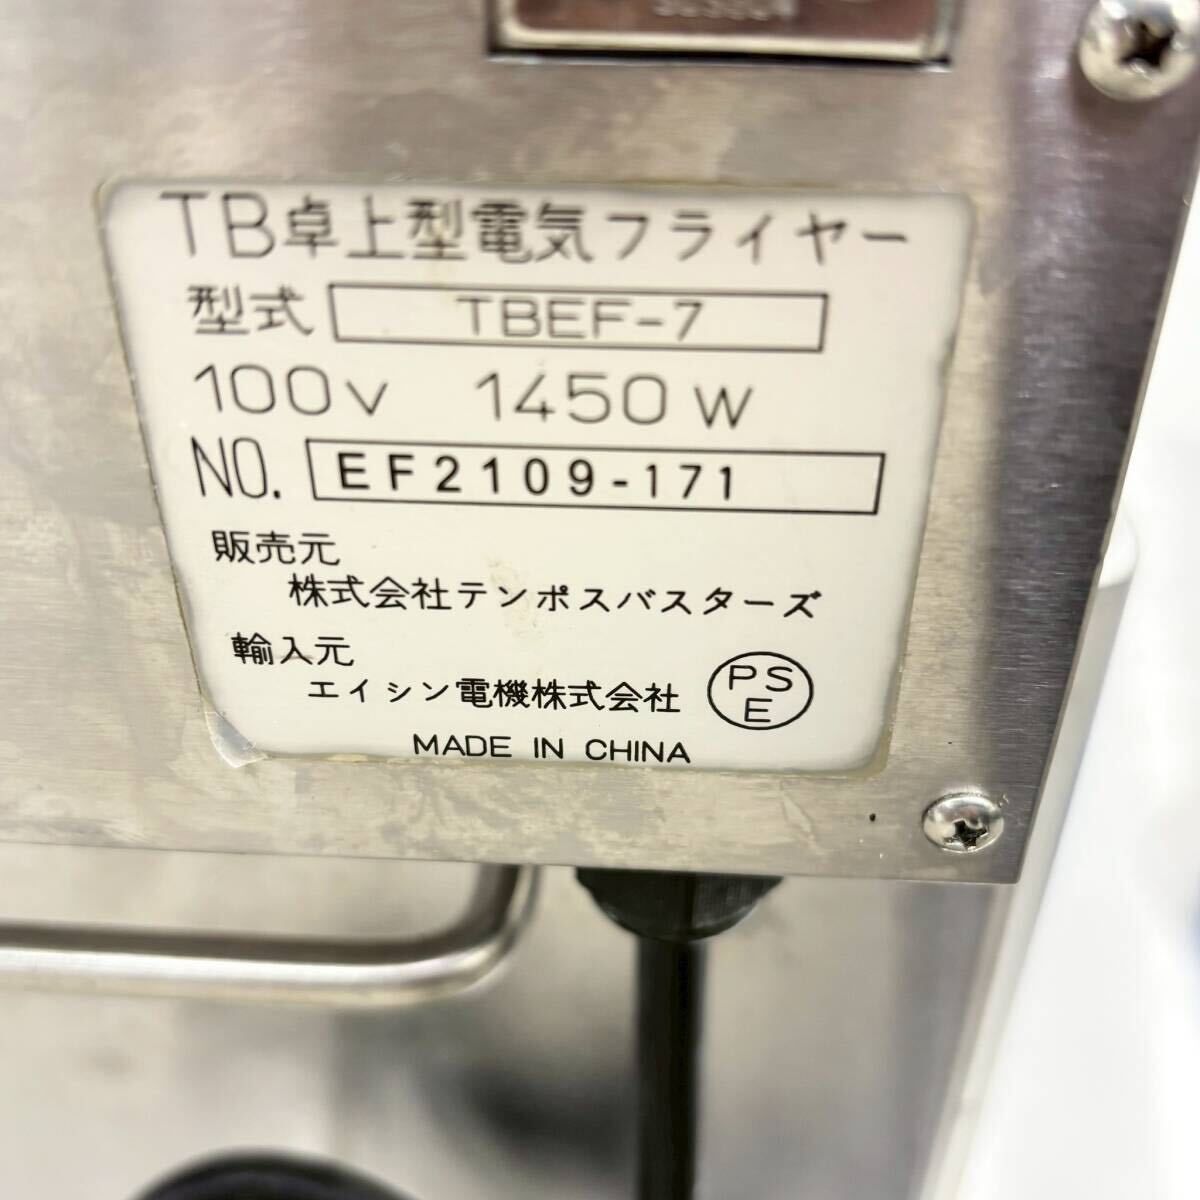 TB卓上型電気フライヤー
型式 TBEF-7
100V 1450W
NO. EF2109-171
販売元
株式会社テンポスバスターズ
輸入元
エイシン電機株式会社
PSE
MADE IN CHINA